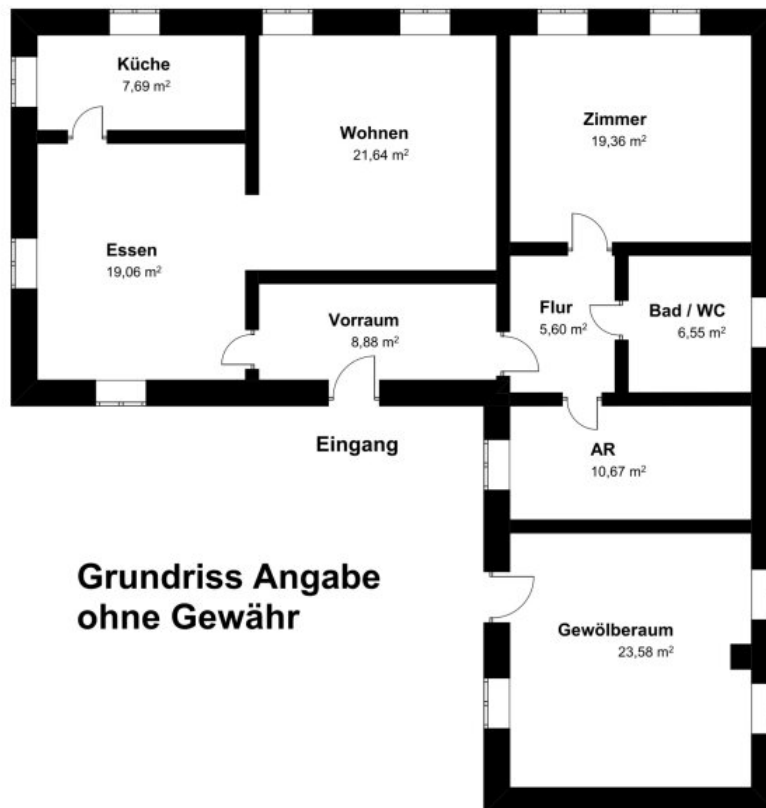 Küche
7,69 m²
Wohnen
21,64 m²
Zimmer
19,36 m²
Essen
19,06 m²
Vorraum
8,88 m²
Flur
5,60 m²
Bad / WC
6,55 m²
Eingang
AR
10,67 m²
Grundriss Angabe
ohne Gewähr
Gewölberaum
23,58 m²